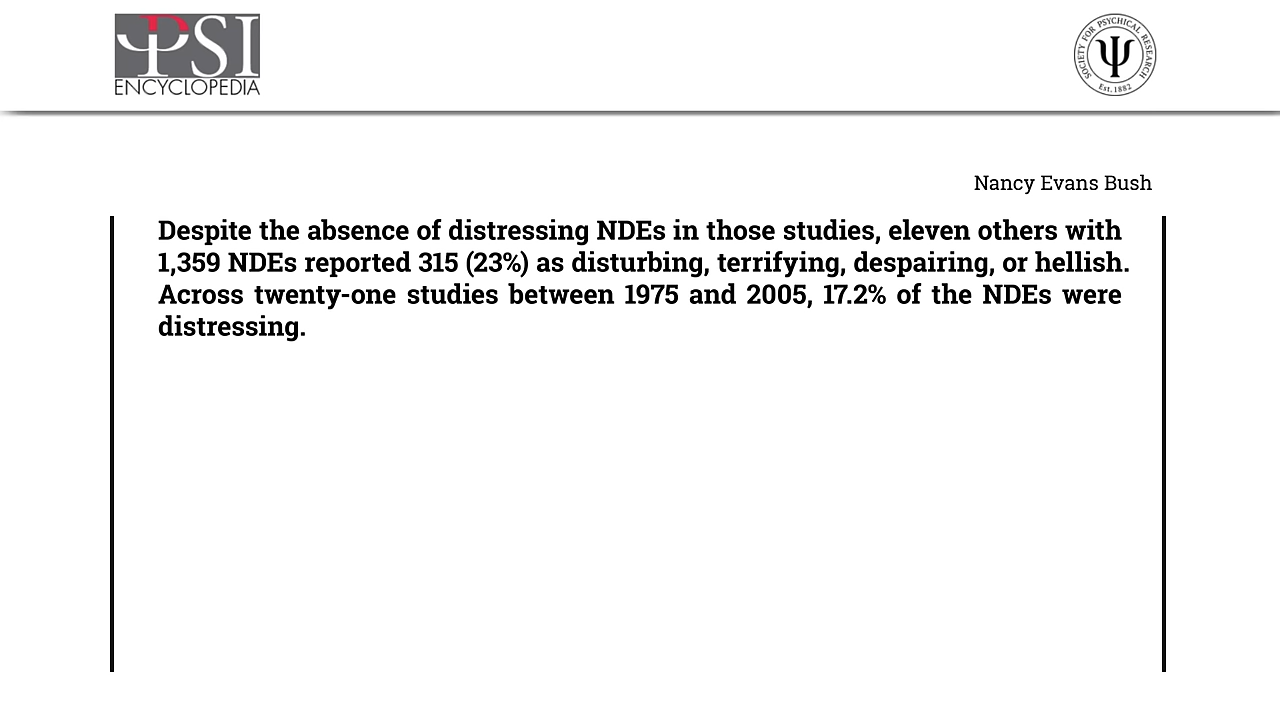 ΨSI
ENCYCLOPEDIA
SOCIETY FOR PSYCHICAL RESEARCH
Ψ
Est. 1882
Nancy Evans Bush
Despite the absence of distressing NDEs in those studies, eleven others with
1,359 NDEs reported 315 (23%) as disturbing, terrifying, despairing, or hellish.
Across twenty-one studies between 1975 and 2005, 17.2% of the NDEs were
distressing.